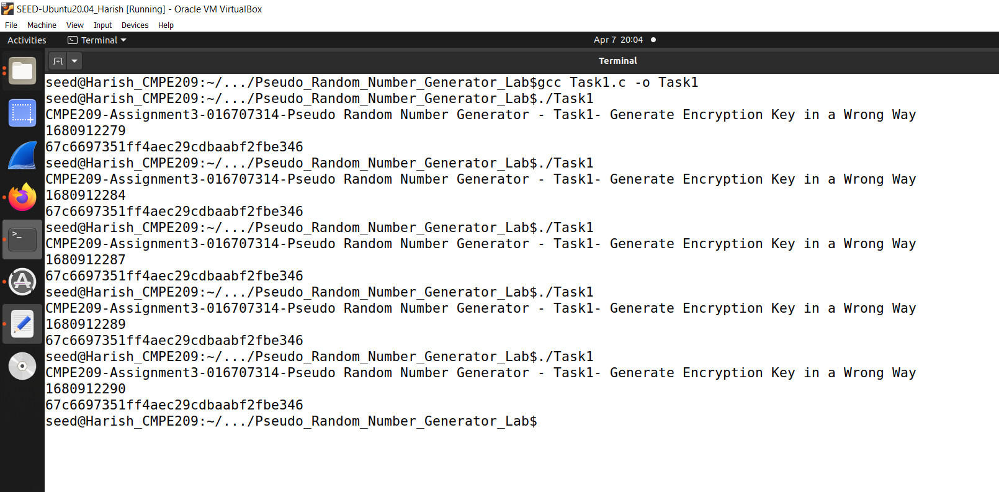 SEED-Ubuntu20.04_Harish [Running] - Oracle VM VirtualBox
File Machine View Input Devices Help
Activities Terminal Apr 7 20:04
Terminal
seed@Harish_CMPE209:~/.../Pseudo_Random_Number_Generator_Lab$gcc Task1.c -o Task1
seed@Harish_CMPE209:~/.../Pseudo_Random_Number_Generator_Lab$./Task1
CMPE209-Assignment3-016707314-Pseudo Random Number Generator - Task1- Generate Encryption Key in a Wrong Way
1680912279
67c6697351ff4aec29cdbaabf2fbe346
seed@Harish_CMPE209:~/.../Pseudo_Random_Number_Generator_Lab$./Task1
CMPE209-Assignment3-016707314-Pseudo Random Number Generator - Task1- Generate Encryption Key in a Wrong Way
1680912284
67c6697351ff4aec29cdbaabf2fbe346
seed@Harish_CMPE209:~/.../Pseudo_Random_Number_Generator_Lab$./Task1
CMPE209-Assignment3-016707314-Pseudo Random Number Generator - Task1- Generate Encryption Key in a Wrong Way
1680912287
67c6697351ff4aec29cdbaabf2fbe346
seed@Harish_CMPE209:~/.../Pseudo_Random_Number_Generator_Lab$./Task1
CMPE209-Assignment3-016707314-Pseudo Random Number Generator - Task1- Generate Encryption Key in a Wrong Way
1680912289
67c6697351ff4aec29cdbaabf2fbe346
seed@Harish_CMPE209:~/.../Pseudo_Random_Number_Generator_Lab$./Task1
CMPE209-Assignment3-016707314-Pseudo Random Number Generator - Task1- Generate Encryption Key in a Wrong Way
1680912290
67c6697351ff4aec29cdbaabf2fbe346
seed@Harish_CMPE209:~/.../Pseudo_Random_Number_Generator_Lab$